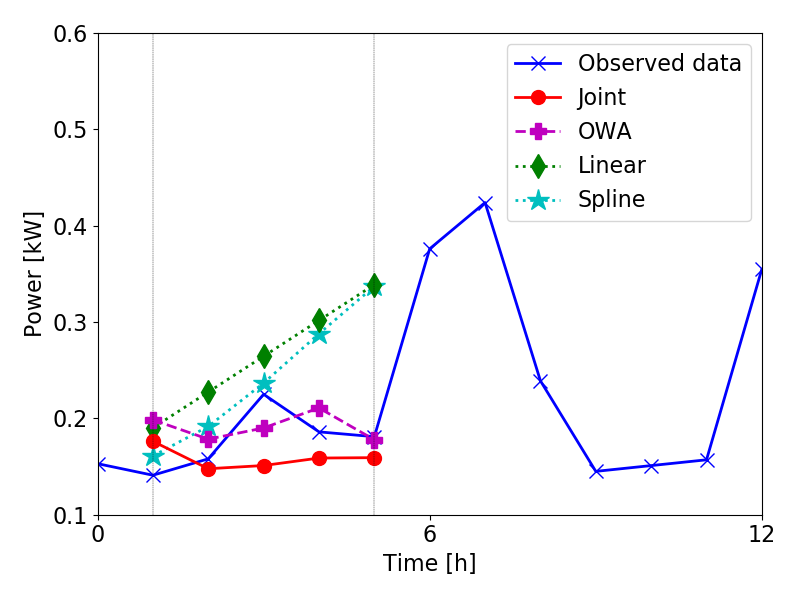 0.6
0.5
0.4
0.3
0.2
0.1
Power [kW]
Observed data
Joint
OWA
Linear
Spline
0
6
12
Time [h]